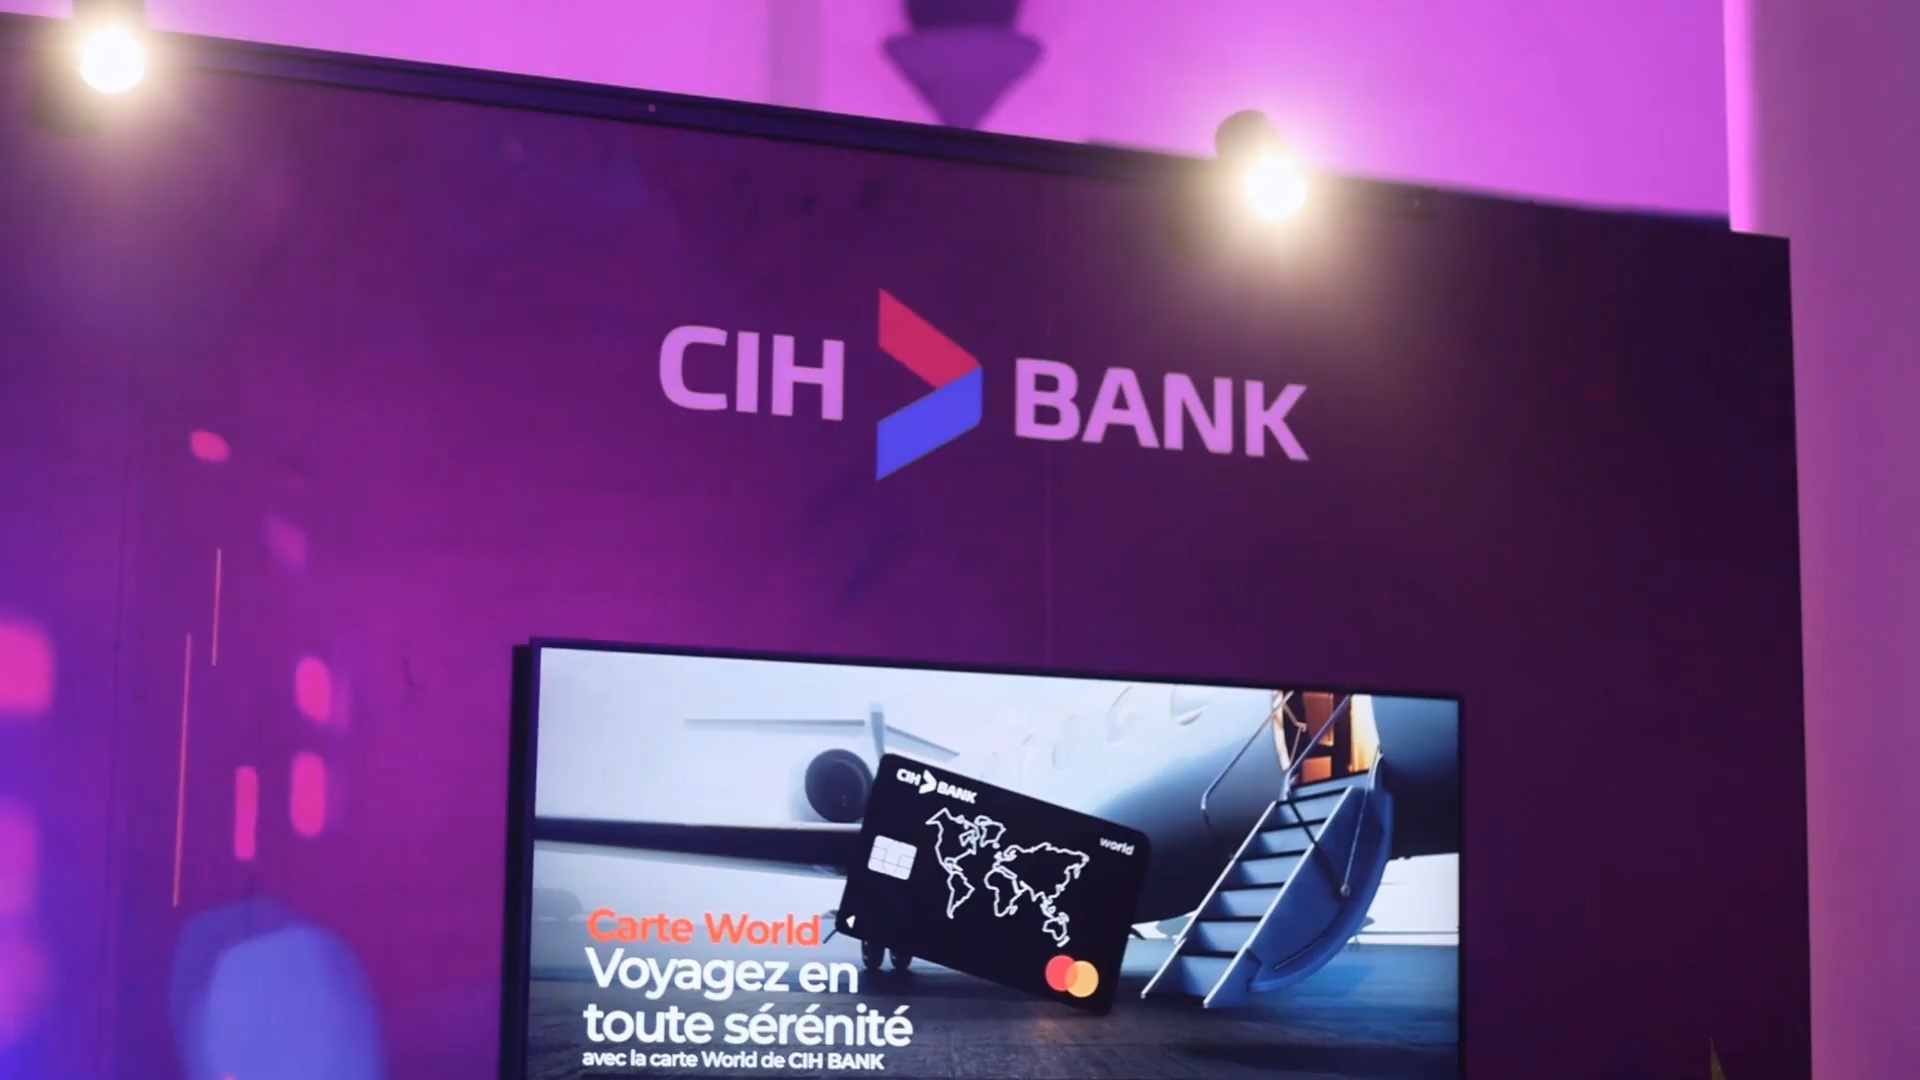 CIH BANK
CIH BANK
world
Carte World
Voyagez en
toute sérénité
avec la carte World de CIH BANK